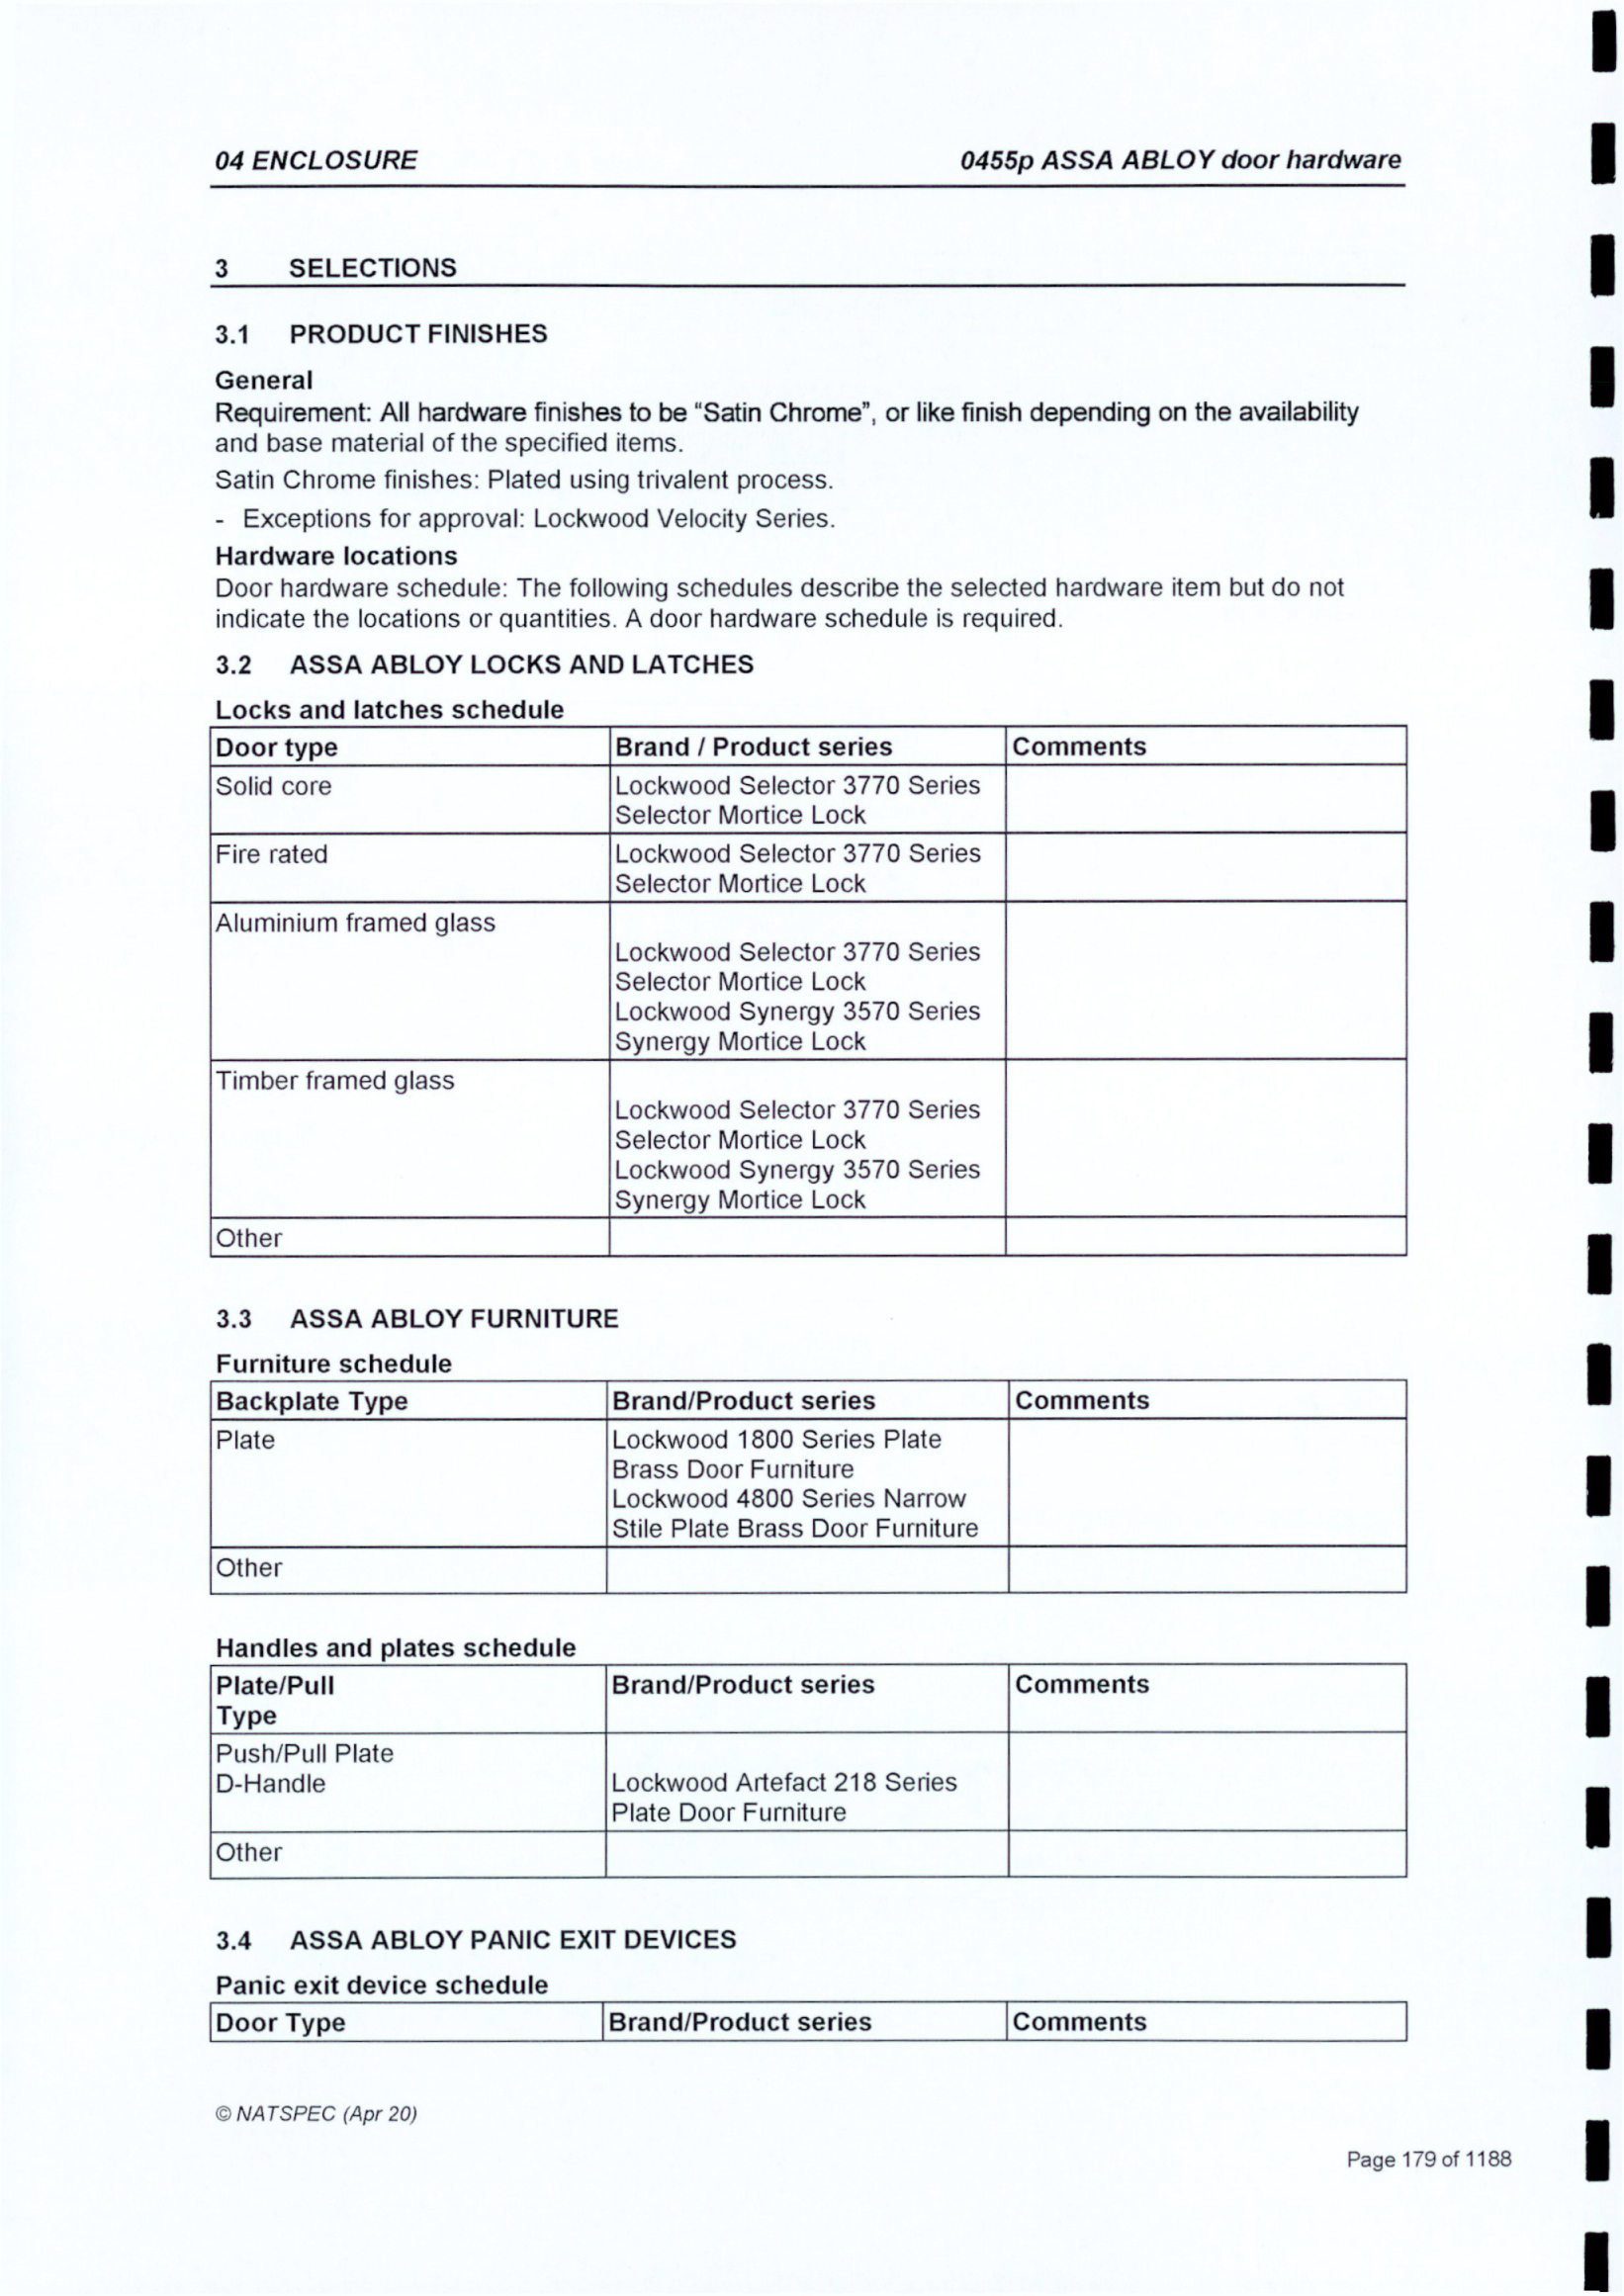 04 ENCLOSURE
0455p ASSA ABLOY door hardware
3 SELECTIONS
3.1 PRODUCT FINISHES
General
Requirement: All hardware finishes to be “Satin Chrome”, or like finish depending on the availability
and base material of the specified items.
Satin Chrome finishes: Plated using trivalent process.
- Exceptions for approval: Lockwood Velocity Series.
Hardware locations
Door hardware schedule: The following schedules describe the selected hardware item but do not
indicate the locations or quantities. A door hardware schedule is required.
3.2 ASSA ABLOY LOCKS AND LATCHES
Locks and latches schedule
Door type Brand / Product series Comments
Solid core Lockwood Selector 3770 Series
Selector Mortice Lock
Fire rated Lockwood Selector 3770 Series
Selector Mortice Lock
Aluminium framed glass
Lockwood Selector 3770 Series
Selector Mortice Lock
Lockwood Synergy 3570 Series
Synergy Mortice Lock
Timber framed glass
Lockwood Selector 3770 Series
Selector Mortice Lock
Lockwood Synergy 3570 Series
Synergy Mortice Lock
Other
3.3 ASSA ABLOY FURNITURE
Furniture schedule
Backplate Type Brand/Product series Comments
Plate Lockwood 1800 Series Plate
Brass Door Furniture
Lockwood 4800 Series Narrow
Stile Plate Brass Door Furniture
Other
Handles and plates schedule
Plate/Pull Brand/Product series Comments
Type
Push/Pull Plate
D-Handle Lockwood Artefact 218 Series
Plate Door Furniture
Other
3.4 ASSA ABLOY PANIC EXIT DEVICES
Panic exit device schedule
Door Type Brand/Product series Comments
© NATSPEC (Apr 20)
Page 179 of 1188